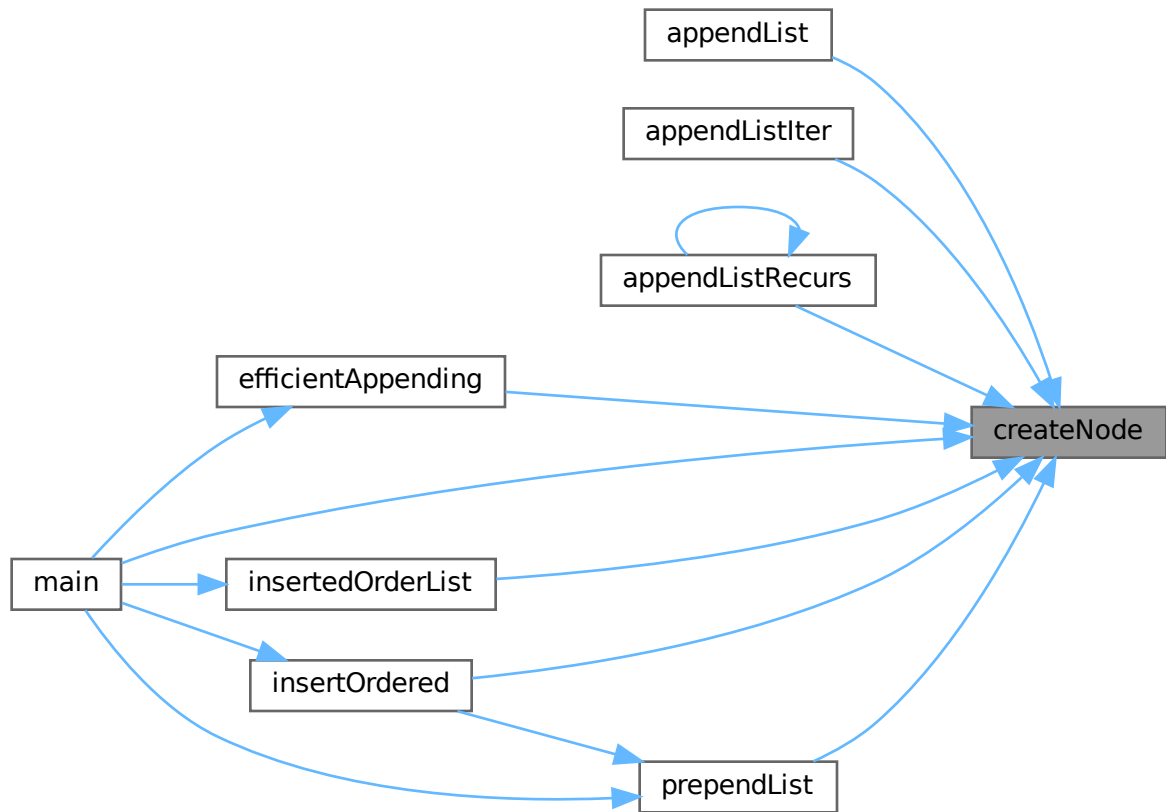 appendList
appendListIter
appendListRecurs
efficientAppending
createNode
main
insertedOrderList
insertOrdered
prependList